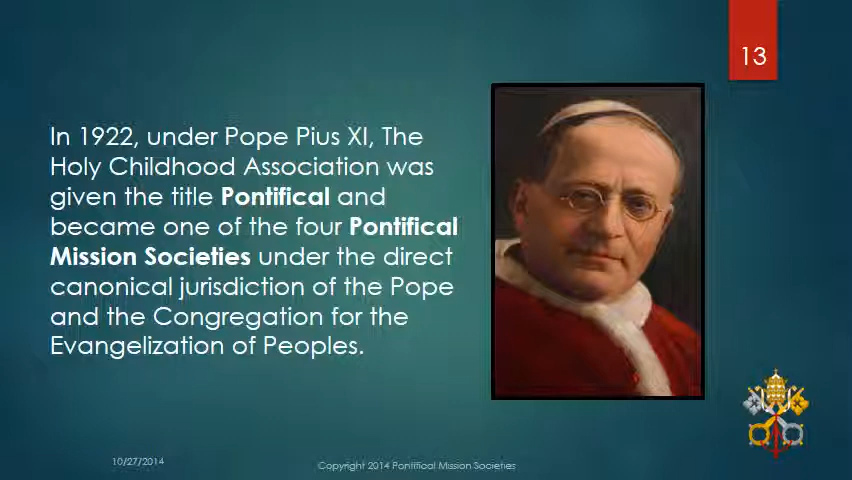 13
In 1922, under Pope Pius XI, The
Holy Childhood Association was
given the title Pontifical and
became one of the four Pontifical
Mission Societies under the direct
canonical jurisdiction of the Pope
and the Congregation for the
Evangelization of Peoples.
10/27/2014
Copyright 2014 Pontifical Mission Societies